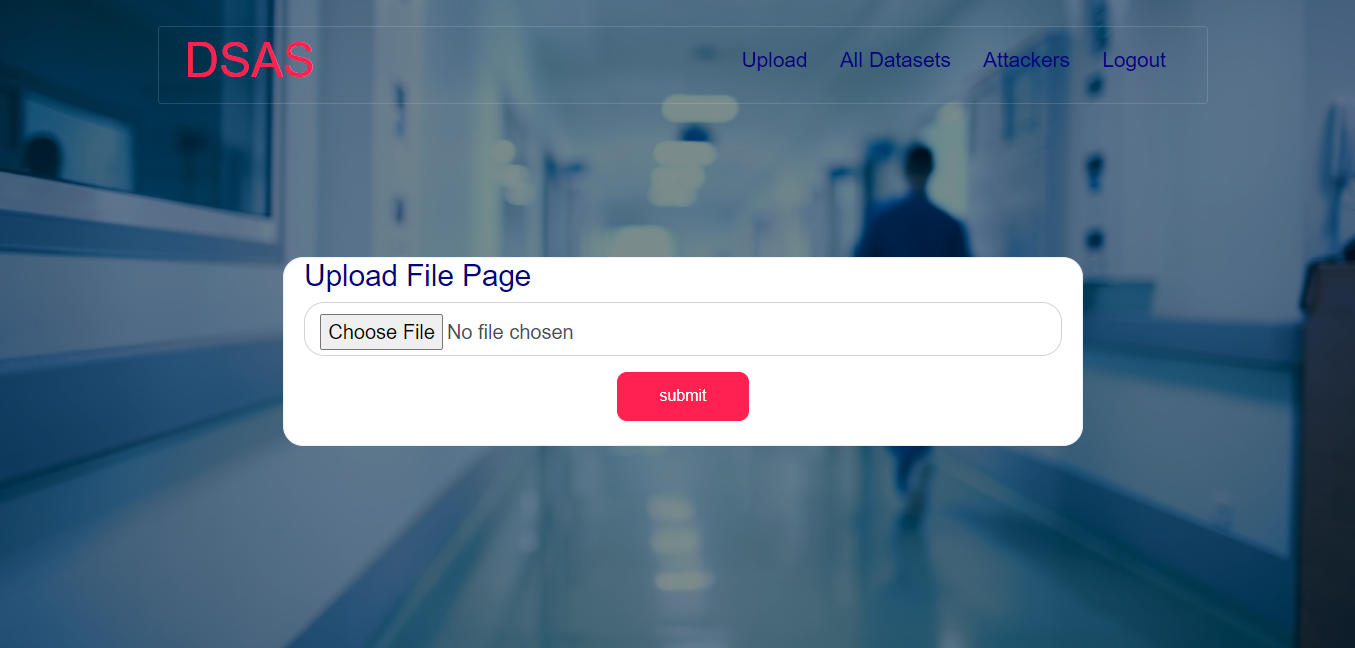 DSAS
Upload All Datasets Attackers Logout
Upload File Page
Choose File No file chosen
submit